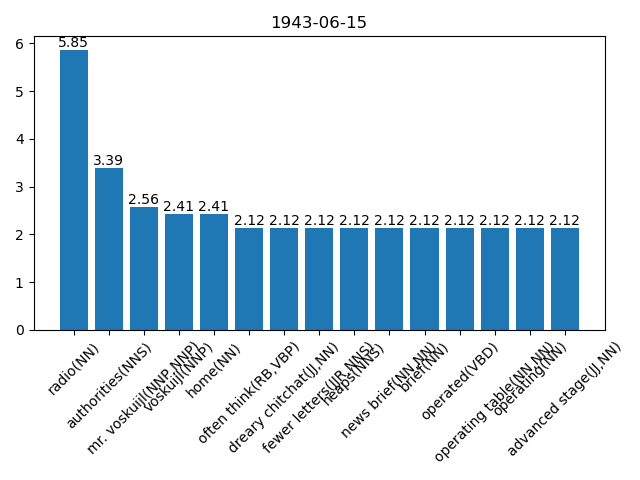 1943-06-15
6
5
4
3
2
1
0
5.85
3.39
2.56
2.41
2.41
2.12
2.12
2.12
2.12
2.12
2.12
2.12
2.12
2.12
2.12
radio(NN)
authorities(NNS)
mr. voskuijl(NNP,NNP)
voskuijl(NNP)
home(NN)
often think(RB,VBP)
dreary chitchat(JJ,NN)
fewer letters(JJR,NNS)
heaps(NNS)
news brief(NN,NN)
brief(NN)
operated(VBD)
operating table(NN,NN)
operating(NN)
advanced stage(JJ,NN)